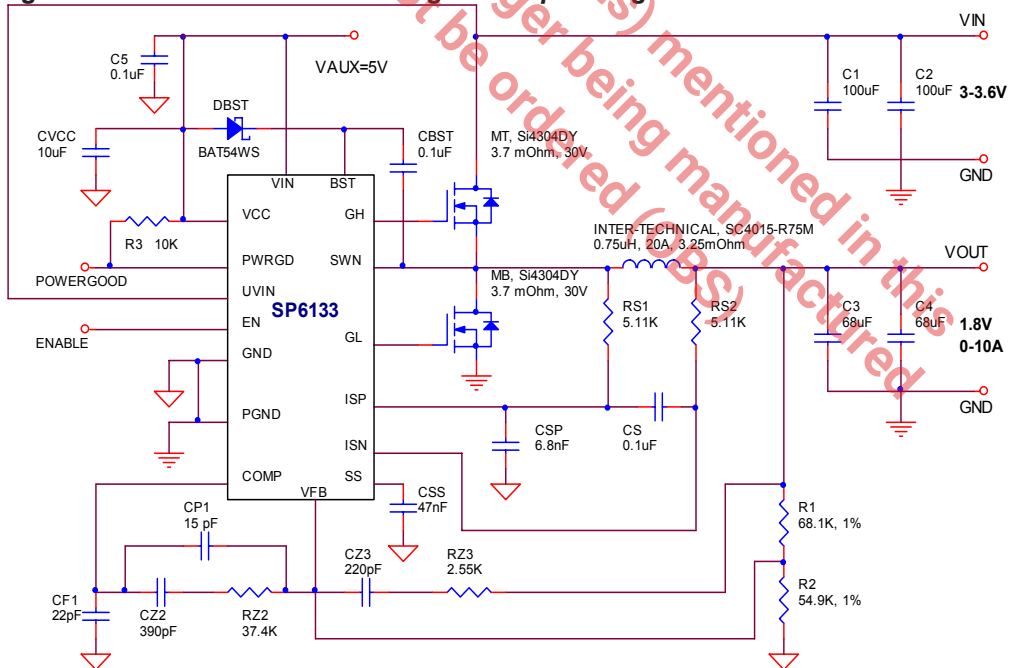 VIN
VAUX=5V
C5
0.1uF
C1
100uF
C2
100uF
3-3.6V
GND
DBST
BAT54WS
CVCC
10uF
CBST
0.1uF
MT, Si4304DY
3.7 mOhm, 30V
VIN
BST
VCC
GH
R3 10K
PWRGD
SWN
POWERGOOD
UVIN
SP6133
EN
ENABLE
GL
GND
PGND
ISP
ISN
COMP
SS
VFB
INTER-TECHNICAL, SC4015-R75M
0.75uH, 20A, 3.25mOhm
MB, Si4304DY
3.7 mOhm, 30V
RS1
5.11K
RS2
5.11K
VOUT
C3
68uF
C4
68uF
1.8V
0-10A
GND
CSP
6.8nF
CS
0.1uF
CSS
47nF
CP1
15 pF
CZ3
220pF
RZ3
2.55K
R1
68.1K, 1%
R2
54.9K, 1%
CF1
22pF
CZ2
390pF
RZ2
37.4K
mentioned in this
being manufactured
be ordered (OBS)